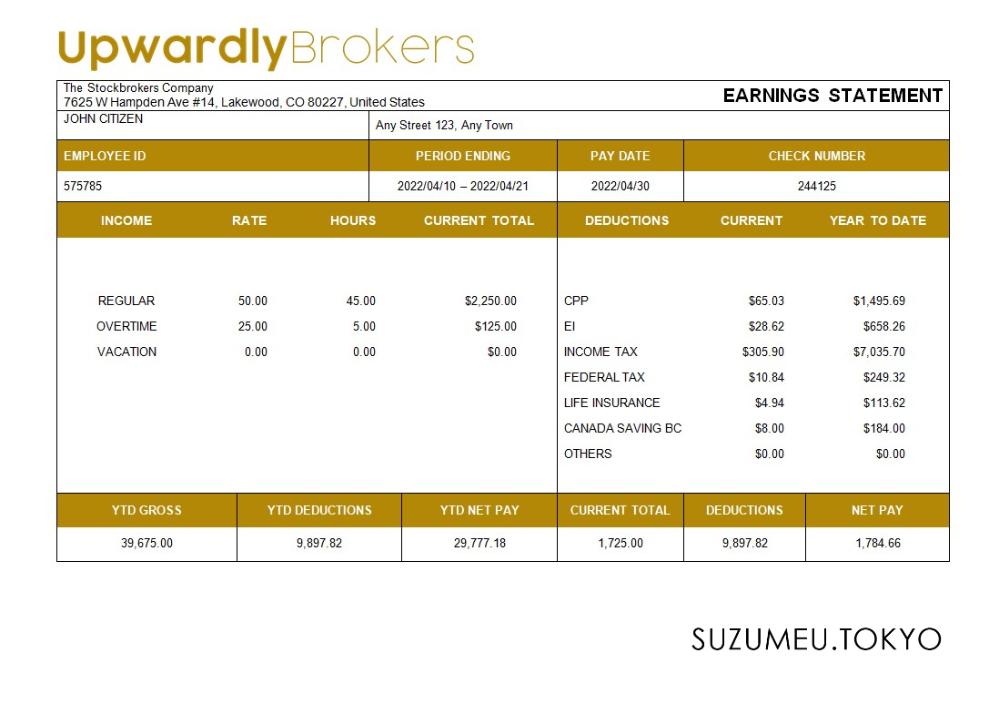 UpwardlyBrokers
The Stockbrokers Company
7625 W Hampden Ave #14, Lakewood, CO 80227, United States
EARNINGS STATEMENT
JOHN CITIZEN
Any Street 123, Any Town
EMPLOYEE ID PERIOD ENDING PAY DATE CHECK NUMBER
575785 2022/04/10 – 2022/04/21 2022/04/30 244125
INCOME RATE HOURS CURRENT TOTAL DEDUCTIONS CURRENT YEAR TO DATE
REGULAR 50.00 45.00 $2,250.00 CPP $65.03 $1,495.69
OVERTIME 25.00 5.00 $125.00 EI $28.62 $658.26
VACATION 0.00 0.00 $0.00 INCOME TAX $305.90 $7,035.70
FEDERAL TAX $10.84 $249.32
LIFE INSURANCE $4.94 $113.62
CANADA SAVING BC $8.00 $184.00
OTHERS $0.00 $0.00
YTD GROSS YTD DEDUCTIONS YTD NET PAY CURRENT TOTAL DEDUCTIONS NET PAY
39,675.00 9,897.82 29,777.18 1,725.00 9,897.82 1,784.66
SUZUMEU.TOKYO